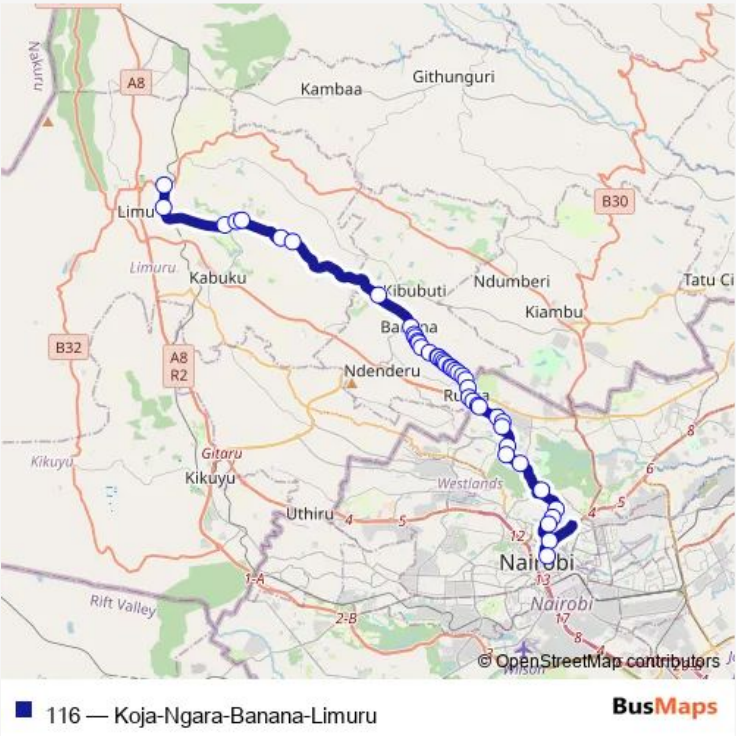 Nakuru
A8
Kambaa
Githunguri
B30
Limu
Limuru
Kabuku
Kibubuti
Ndumberi
Tatu Ci
Kiambu
B32
A8
R2
Ndenderu
8
Kikuyu
Gitaru
Kikuyu
Westlands
6
5
4
Uthiru
4
5
12
Nairobi
13
1-A
Rift Valley
Nairobi
17
2-B
8
3
Wilson
© OpenStreetMap contributors
116 — Koja-Ngara-Banana-Limuru
BusMaps